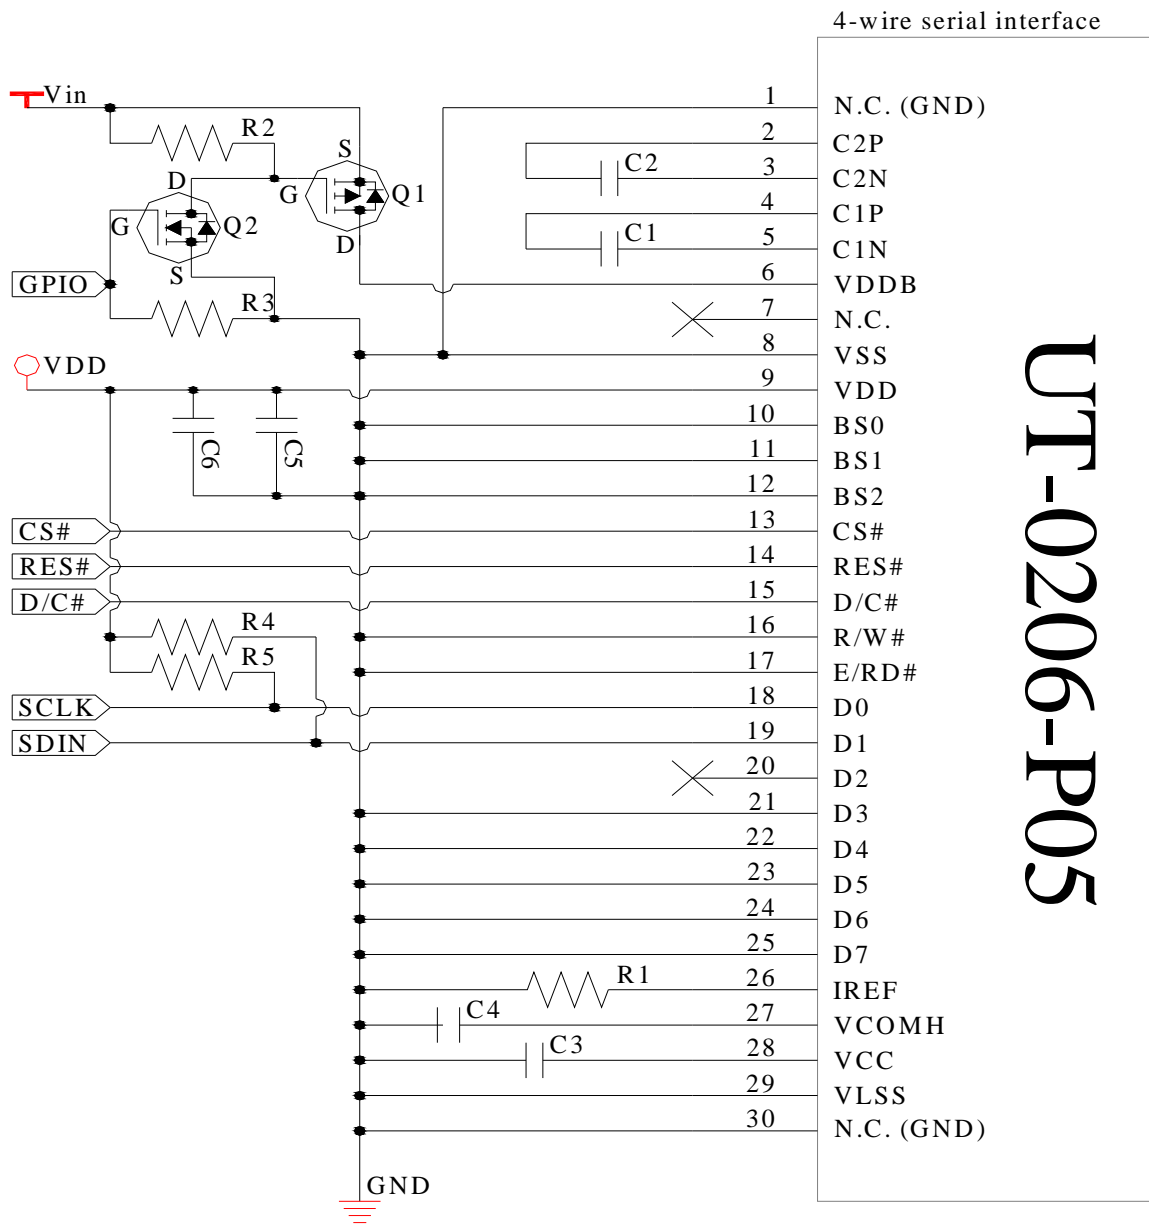 4-wire serial interface
Vin
R2
S
G
Q1
D
D
G
Q2
S
GPIO
R3
VDD
C6
C5
CS#
RES#
D/C#
R4
R5
SCLK
SDIN
C2
C1
R1
C4
C3
GND
1 N.C. (GND)
2 C2P
3 C2N
4 C1P
5 C1N
6 VDDB
7 N.C.
8 VSS
9 VDD
10 BS0
11 BS1
12 BS2
13 CS#
14 RES#
15 D/C#
16 R/W#
17 E/RD#
18 D0
19 D1
20 D2
21 D3
22 D4
23 D5
24 D6
25 D7
26 IREF
27 VCOMH
28 VCC
29 VLSS
30 N.C. (GND)
UT-0206-P05